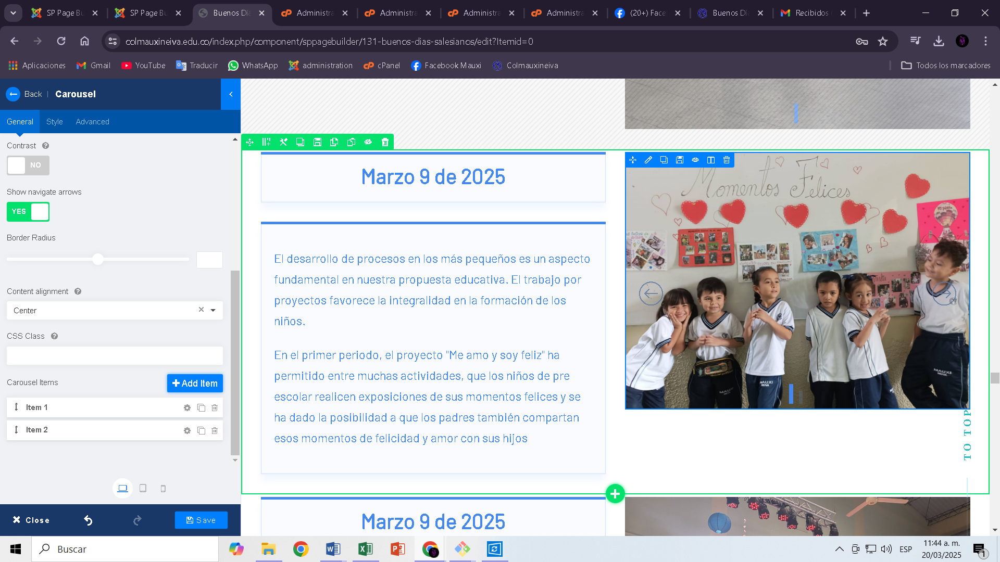 SP Page Bu
SP Page Bu
Buenos Día
Administra
Administra
Administra
Administra
(20+) Face
Buenos Dí
Recibidos
colmauxineiva.edu.co/index.php/component/sppagebuilder/131-buenos-dias-salesianos/edit?Itemid=0
Aplicaciones
Gmail
YouTube
Traducir
WhatsApp
administration
cPanel
Facebook Mauxi
Colmauxineiva
Todos los marcadores
Back
Carousel
General
Style
Advanced
Contrast
NO
Show navigate arrows
YES
Border Radius
Content alignment
Center
CSS Class
Carousel Items
Add Item
Item 1
Item 2
Close
Save
Marzo 9 de 2025
El desarrollo de procesos en los más pequeños es un aspecto
fundamental en nuestra propuesta educativa. El trabajo por
proyectos favorece la integralidad en la formación de los
niños.
En el primer periodo, el proyecto "Me amo y soy feliz" ha
permitido entre muchas actividades, que los niños de pre
escolar realicen exposiciones de sus momentos felices y se
ha dado la posibilidad a que los padres también compartan
esos momentos de felicidad y amor con sus hijos
Momentos Felices
MAUXI
NEIVA
MAUXI
NEIVA
TO TOP
Marzo 9 de 2025
Buscar
ESP
11:44 a. m.
20/03/2025
1